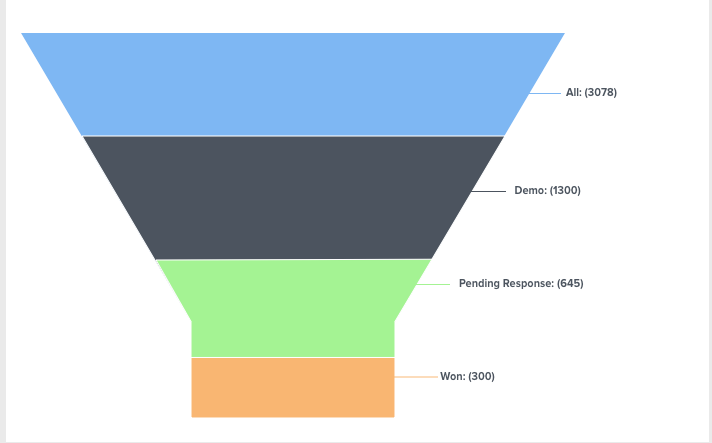 All: (3078)
Demo: (1300)
Pending Response: (645)
Won: (300)